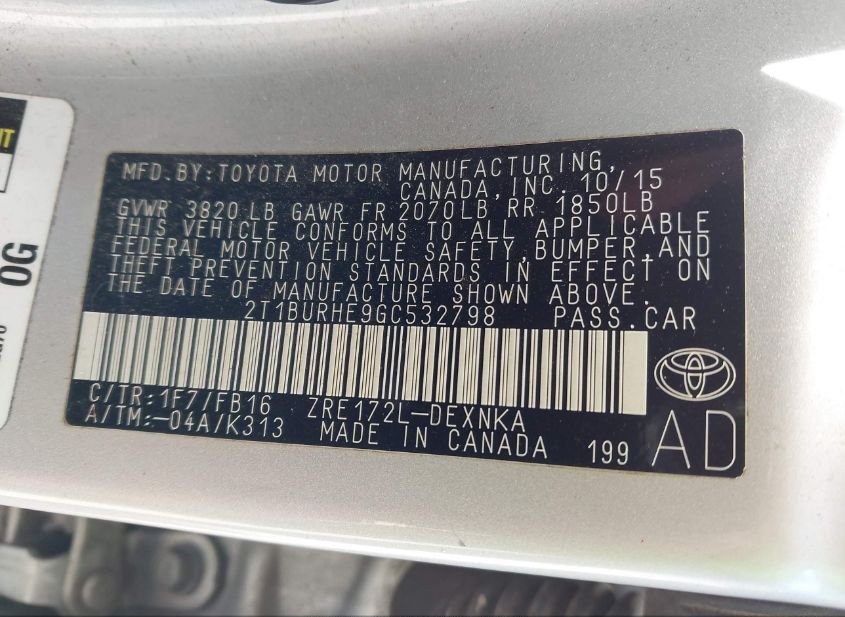 MFD.BY:TOYOTA MOTOR MANUFACTURING,
CANADA,INC. 10/15
GVWR 3820 LB GAWR FR 2070LB RR 1850LB
THIS VEHICLE CONFORMS TO ALL APPLICABLE
FEDERAL MOTOR VEHICLE SAFETY,BUMPER,AND
THEFT PREVENTION STANDARDS IN EFFECT ON
THE DATE OF MANUFACTURE SHOWN ABOVE.
2T1BURHE9GC532798 PASS.CAR
C/TR:1F7/FB16 ZRE172L-DEXNKA
A/TM:-04A/K313 MADE IN CANADA 199 AD
0G